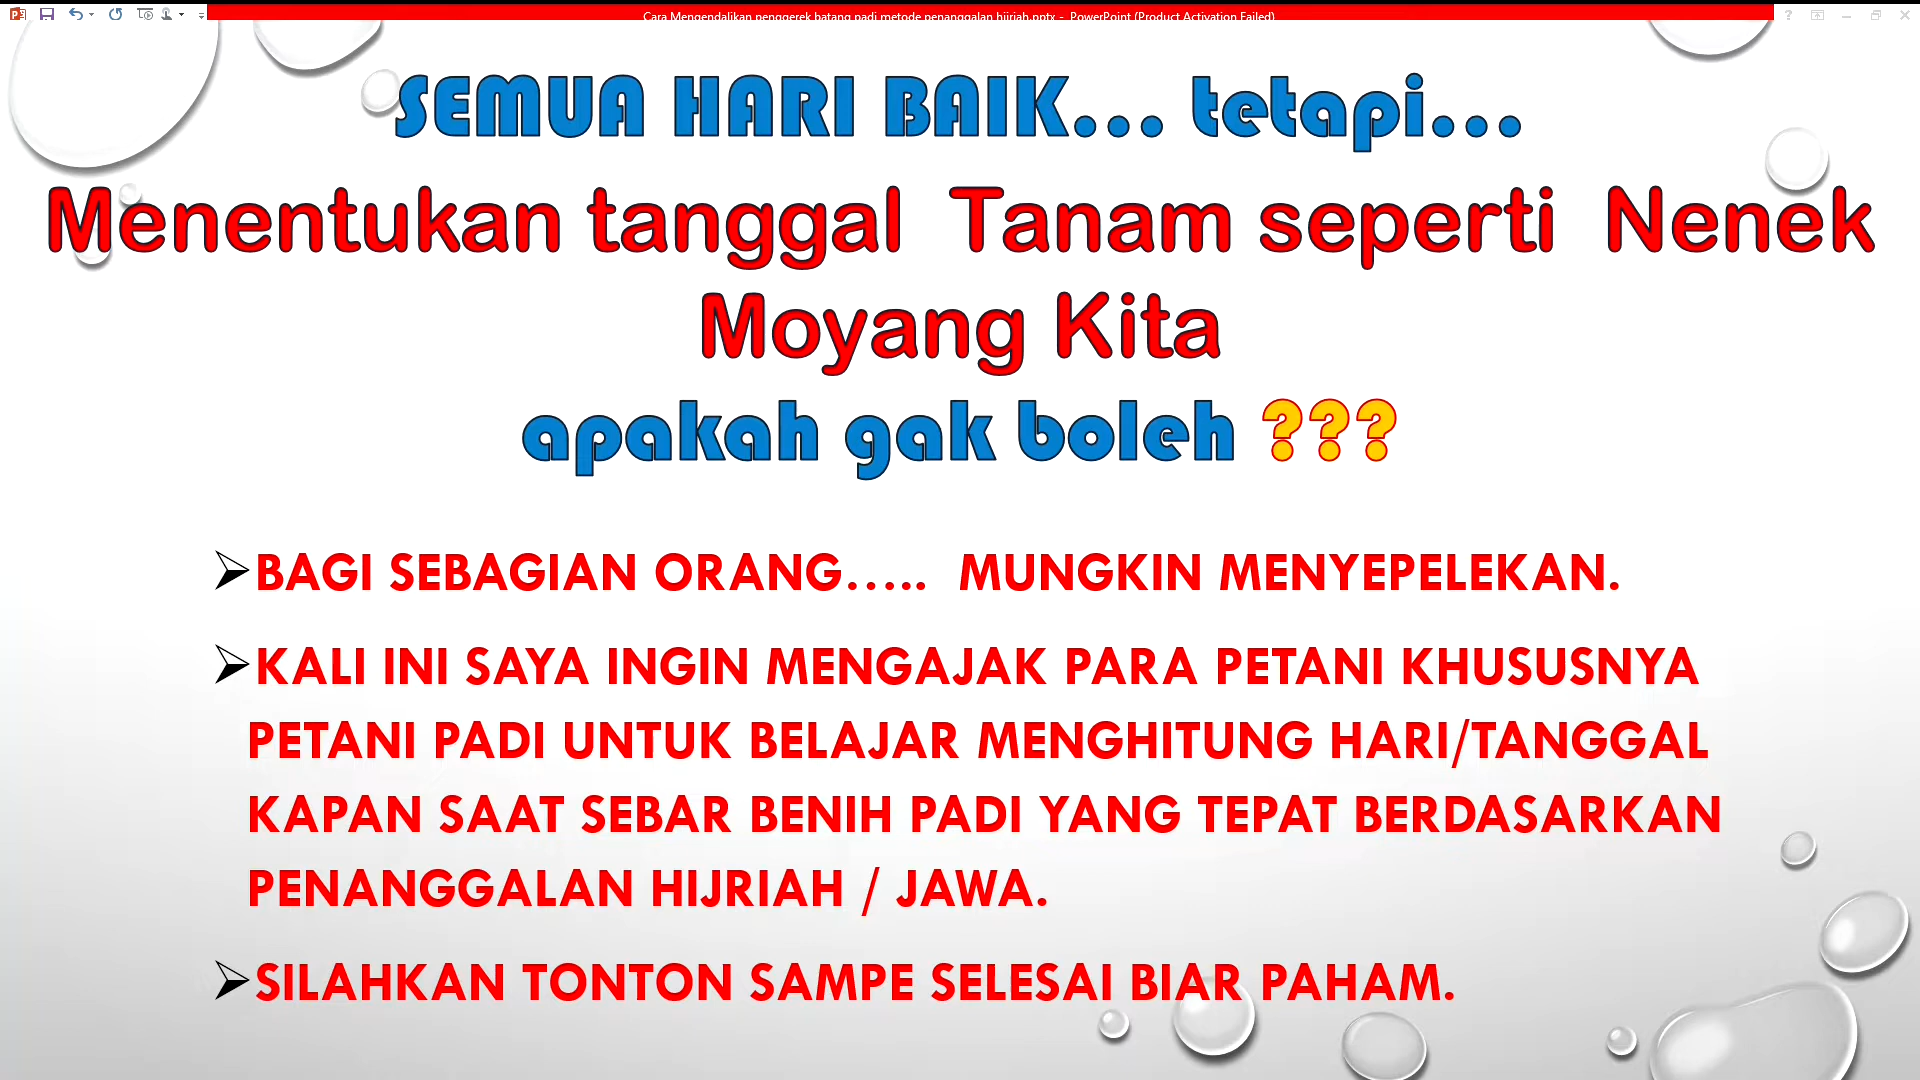 Cara Mengendalikan penggerek batang padi metode penanggalan hijriah.pptx - PowerPoint (Product Activation Failed)
SEMUA HARI BAIK... tetapi...
Menentukan tanggal Tanam seperti Nenek
Moyang Kita
apakah gak boleh ???
➢BAGI SEBAGIAN ORANG….. MUNGKIN MENYEPELEKAN.
➢KALI INI SAYA INGIN MENGAJAK PARA PETANI KHUSUSNYA
PETANI PADI UNTUK BELAJAR MENGHITUNG HARI/TANGGAL
KAPAN SAAT SEBAR BENIH PADI YANG TEPAT BERDASARKAN
PENANGGALAN HIJRIAH / JAWA.
➢SILAHKAN TONTON SAMPE SELESAI BIAR PAHAM.